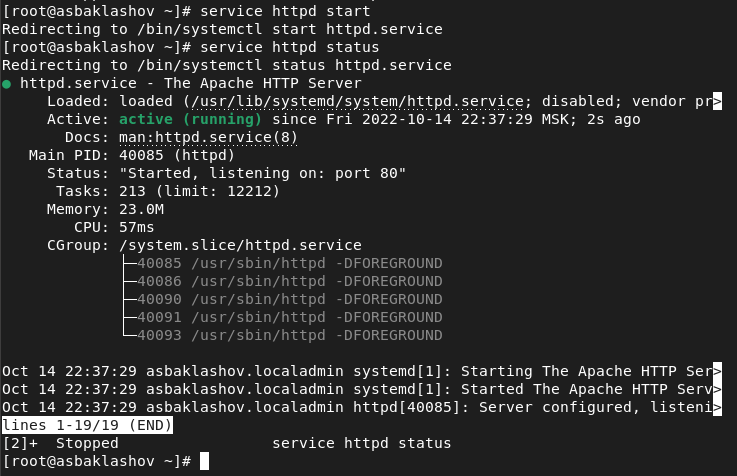 [root@asbaklashov ~]# service httpd start
Redirecting to /bin/systemctl start httpd.service
[root@asbaklashov ~]# service httpd status
Redirecting to /bin/systemctl status httpd.service
● httpd.service - The Apache HTTP Server
     Loaded: loaded (/usr/lib/systemd/system/httpd.service; disabled; vendor pr>
     Active: active (running) since Fri 2022-10-14 22:37:29 MSK; 2s ago
       Docs: man:httpd.service(8)
   Main PID: 40085 (httpd)
     Status: "Started, listening on: port 80"
      Tasks: 213 (limit: 12212)
     Memory: 23.0M
        CPU: 57ms
     CGroup: /system.slice/httpd.service
             ├─40085 /usr/sbin/httpd -DFOREGROUND
             ├─40086 /usr/sbin/httpd -DFOREGROUND
             ├─40090 /usr/sbin/httpd -DFOREGROUND
             ├─40091 /usr/sbin/httpd -DFOREGROUND
             └─40093 /usr/sbin/httpd -DFOREGROUND

Oct 14 22:37:29 asbaklashov.localadmin systemd[1]: Starting The Apache HTTP Ser>
Oct 14 22:37:29 asbaklashov.localadmin systemd[1]: Started The Apache HTTP Serv>
Oct 14 22:37:29 asbaklashov.localadmin httpd[40085]: Server configured, listeni>
lines 1-19/19 (END)
[2]+  Stopped                 service httpd status
[root@asbaklashov ~]#